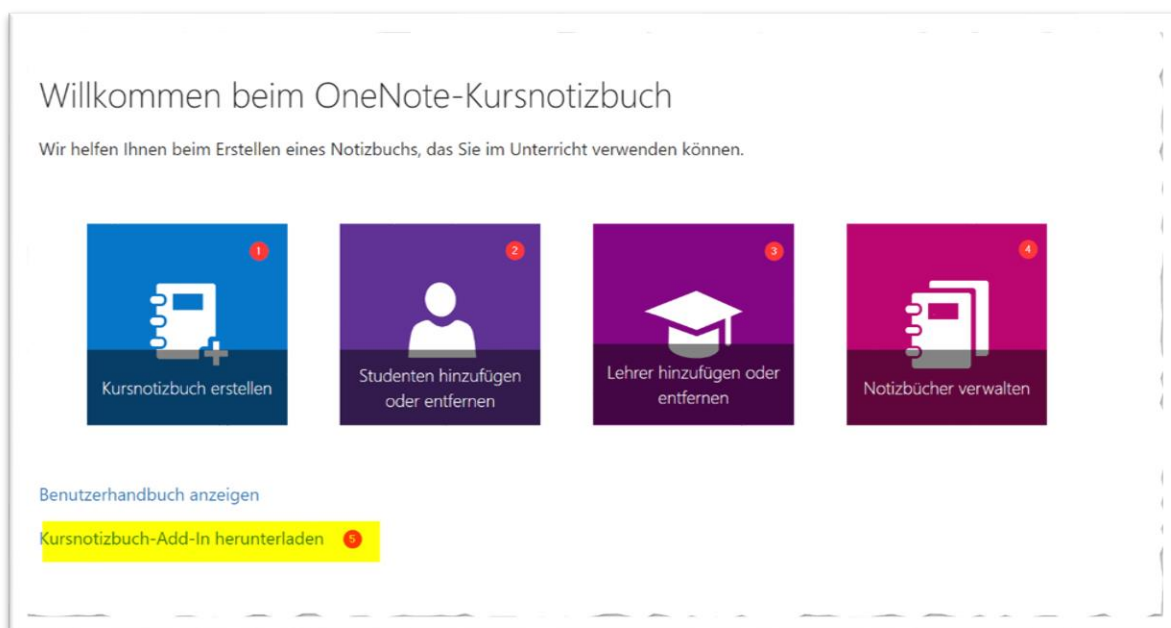 Willkommen beim OneNote-Kursnotizbuch
Wir helfen Ihnen beim Erstellen eines Notizbuchs, das Sie im Unterricht verwenden können.
1
Kursnotizbuch erstellen
2
Studenten hinzufügen
oder entfernen
3
Lehrer hinzufügen oder
entfernen
4
Notizbücher verwalten
Benutzerhandbuch anzeigen
Kursnotizbuch-Add-In herunterladen 5